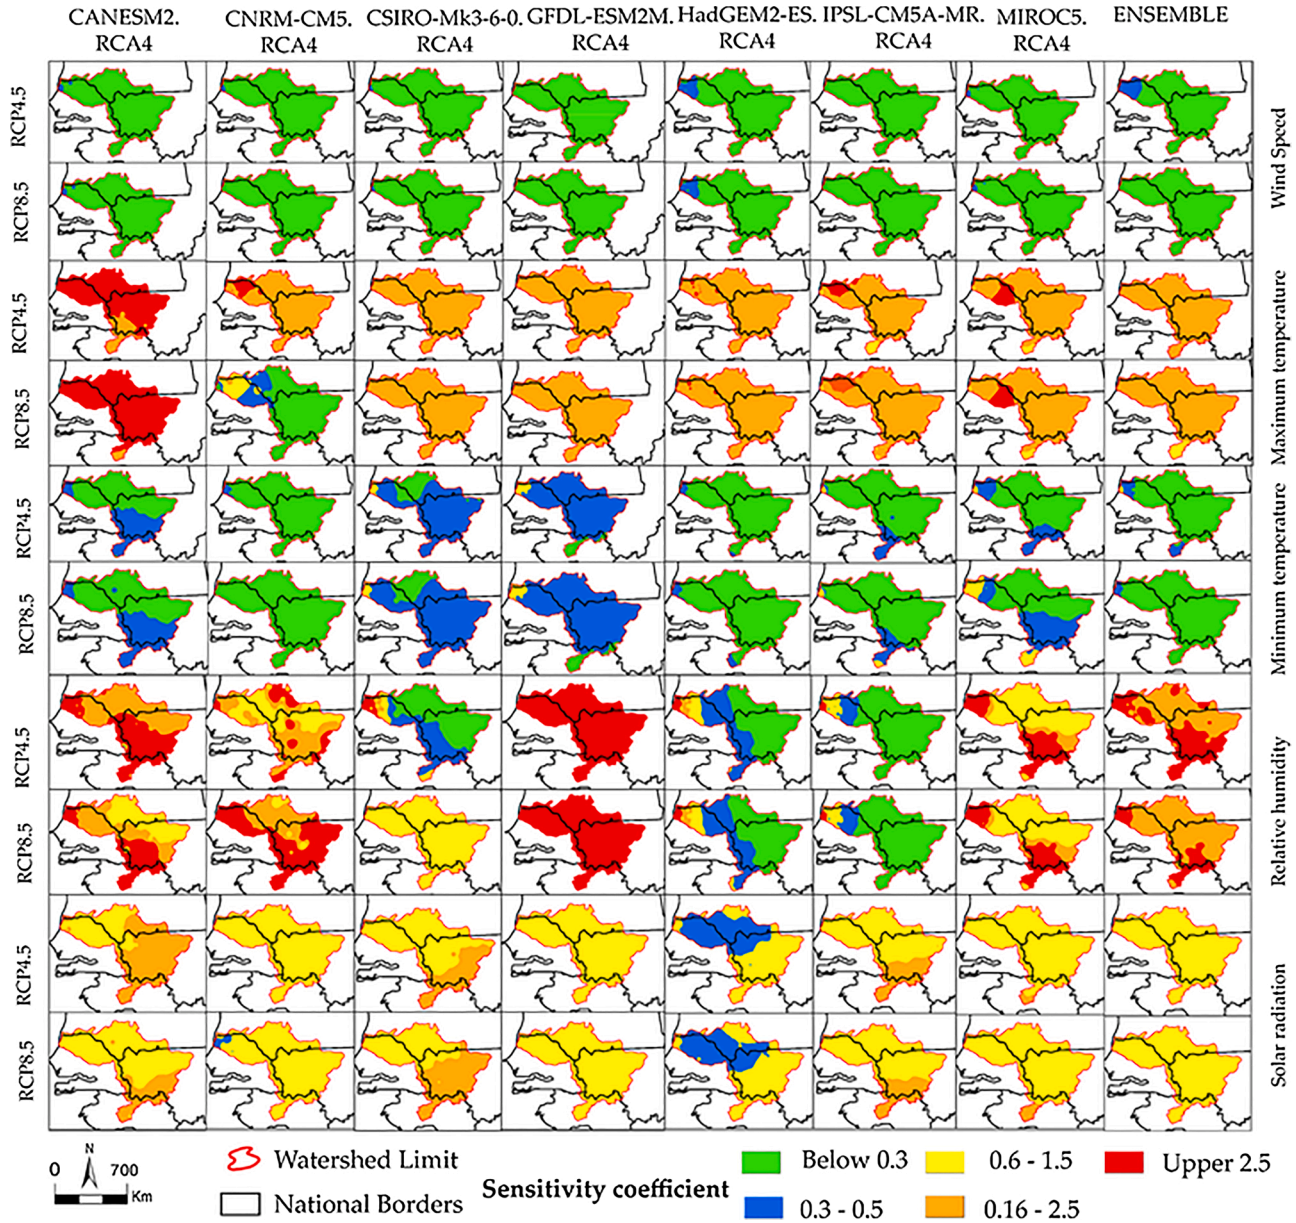 CANESM2. CNRM-CM5. CSIRO-Mk3-6-0. GFDL-ESM2M. HadGEM2-ES. IPSL-CM5A-MR. MIROC5. ENSEMBLE
RCA4 RCA4 RCA4 RCA4 RCA4 RCA4 RCA4
RCP4.5
Wind Speed
RCP8.5
RCP4.5
Maximum temperature
RCP8.5
RCP4.5
Minimum temperature
RCP8.5
RCP4.5
Relative humidity
RCP8.5
RCP4.5
Solar radiation
RCP8.5
N
0 700
Km
Watershed Limit
National Borders
Sensitivity coefficient
Below 0.3
0.6 - 1.5
Upper 2.5
0.3 - 0.5
0.16 - 2.5